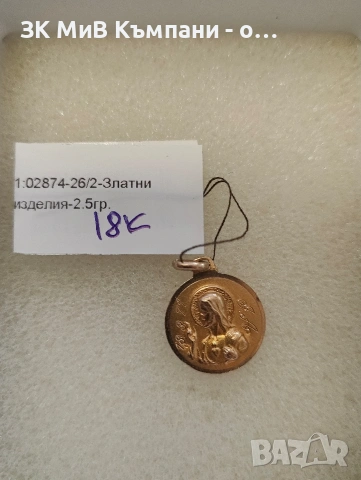 ЗК МиВ Къмпани - о...
1:02874-26/2-Златни
изделия-2.5гр.
18K
bazar